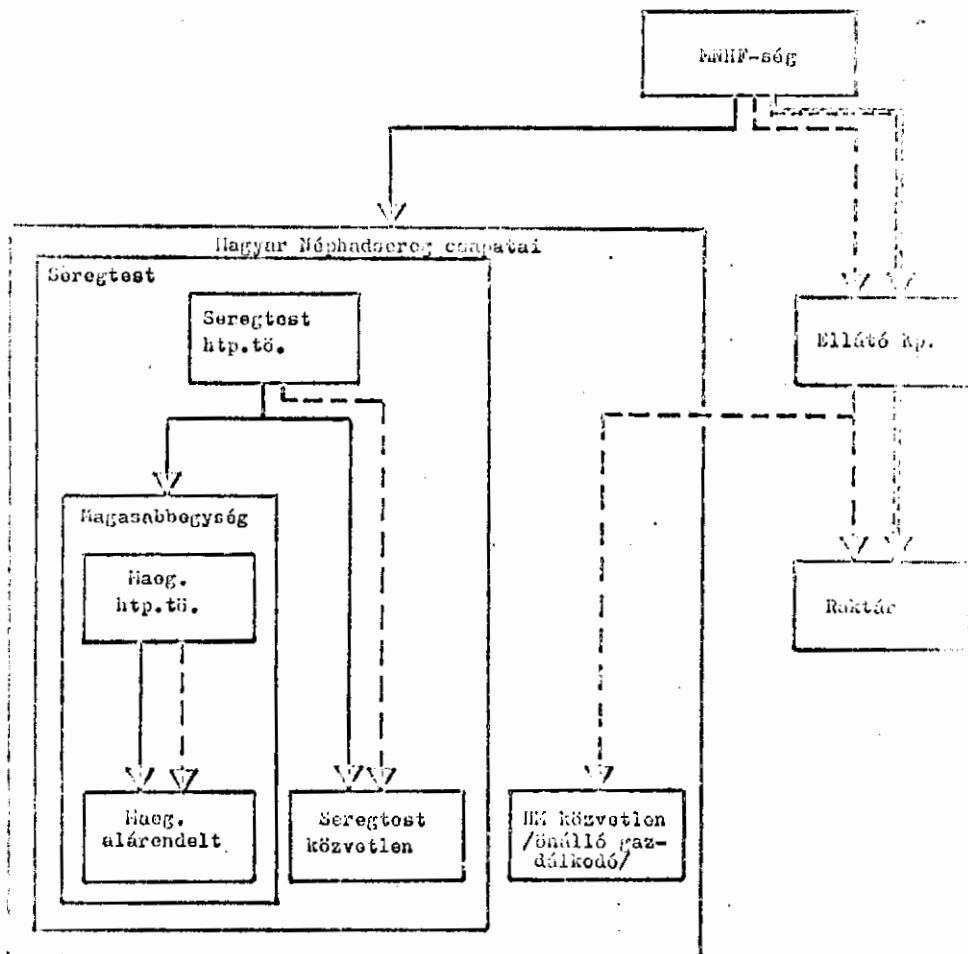 MNHF-ség
Magyar Néphadsereg csapatai
Seregtest
Seregtest
htp.tö.
Ellátó Kp.
Magasabbegység
Maeg.
htp.tö.
Raktár
Maeg.
alárendelt
Seregtest
közvetlen
HM közvetlen
/önálló gaz-
dálkodó/